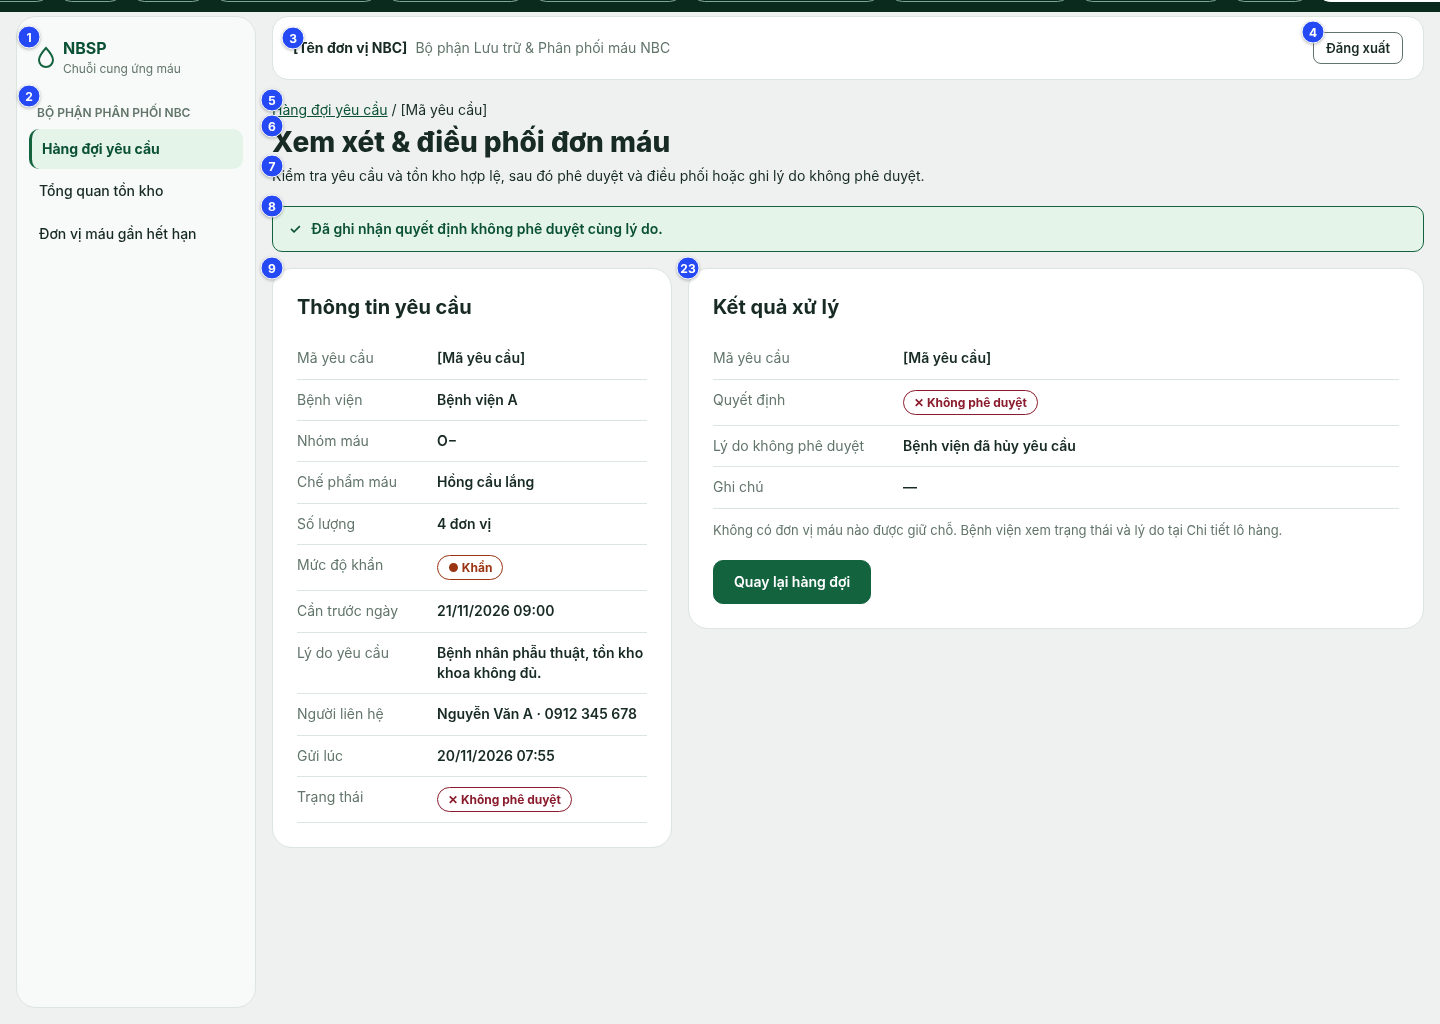 1
NBSP
Chuỗi cung ứng máu
2
BỘ PHẬN PHÂN PHỐI NBC
Hàng đợi yêu cầu
Tổng quan tồn kho
Đơn vị máu gần hết hạn
3
[Tên đơn vị NBC] Bộ phận Lưu trữ & Phân phối máu NBC
4
Đăng xuất
5
Hàng đợi yêu cầu / [Mã yêu cầu]
6
Xem xét & điều phối đơn máu
7
Kiểm tra yêu cầu và tồn kho hợp lệ, sau đó phê duyệt và điều phối hoặc ghi lý do không phê duyệt.
8
✓ Đã ghi nhận quyết định không phê duyệt cùng lý do.
9
Thông tin yêu cầu
Mã yêu cầu [Mã yêu cầu]
Bệnh viện Bệnh viện A
Nhóm máu O−
Chế phẩm máu Hồng cầu lắng
Số lượng 4 đơn vị
Mức độ khẩn ● Khẩn
Cần trước ngày 21/11/2026 09:00
Lý do yêu cầu Bệnh nhân phẫu thuật, tồn kho
khoa không đủ.
Người liên hệ Nguyễn Văn A · 0912 345 678
Gửi lúc 20/11/2026 07:55
Trạng thái ✕ Không phê duyệt
23
Kết quả xử lý
Mã yêu cầu [Mã yêu cầu]
Quyết định ✕ Không phê duyệt
Lý do không phê duyệt Bệnh viện đã hủy yêu cầu
Ghi chú —
Không có đơn vị máu nào được giữ chỗ. Bệnh viện xem trạng thái và lý do tại Chi tiết lô hàng.
Quay lại hàng đợi